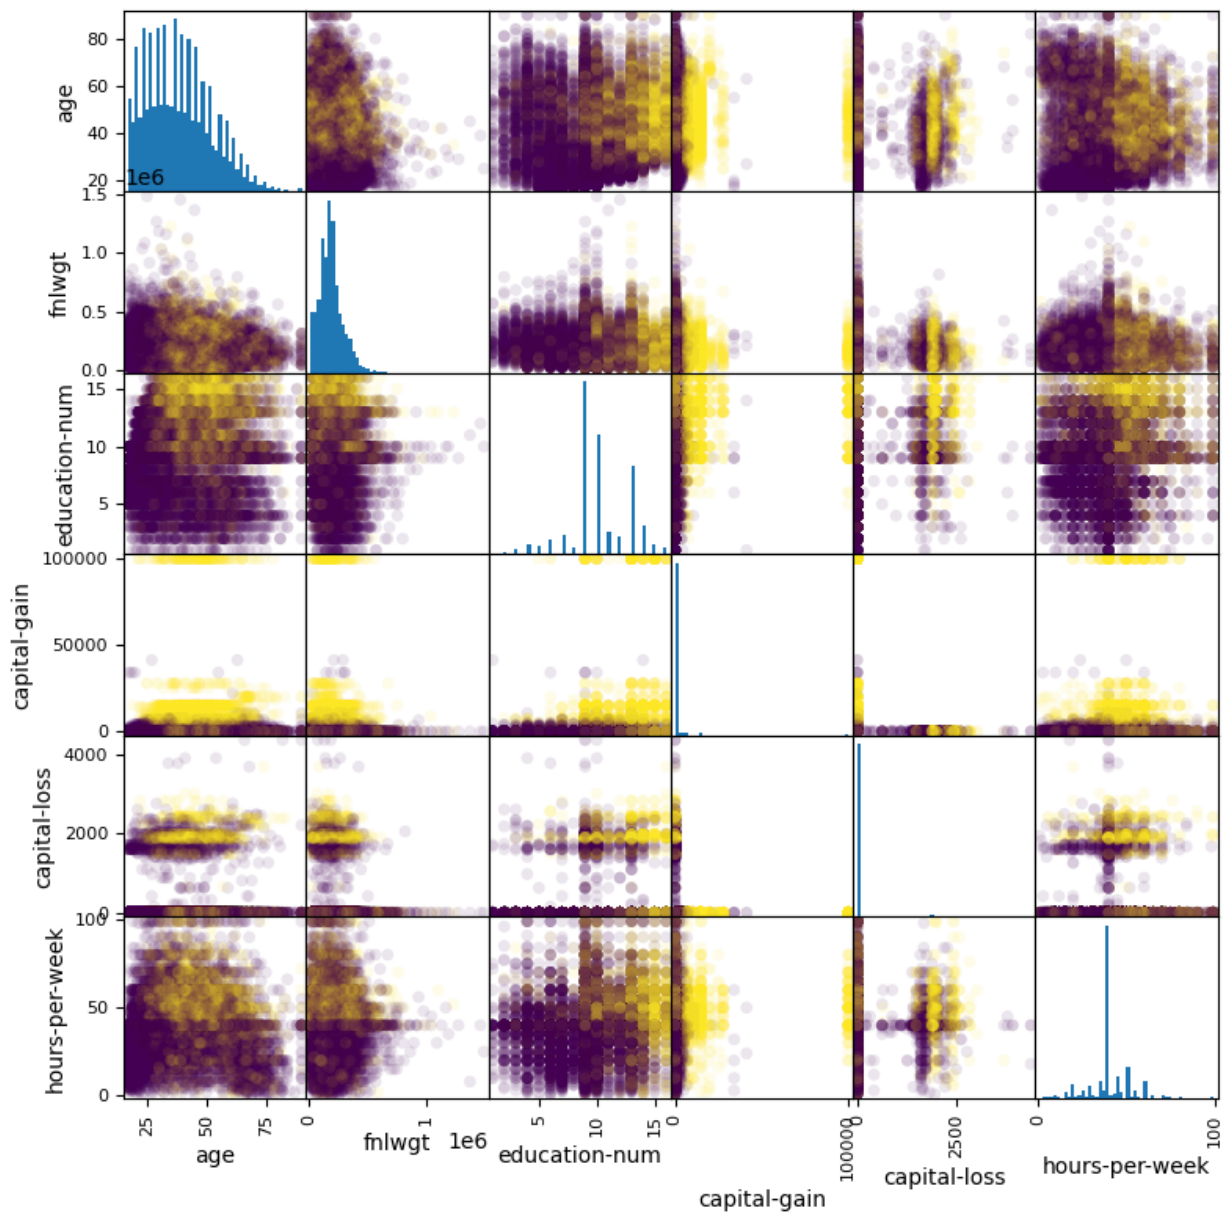 80
60
40
20
age
1e6
1.5
1.0
0.5
0.0
fnlwgt
15
10
5
education-num
100000
50000
0
capital-gain
4000
2000
0
capital-loss
100
50
0
hours-per-week
25 50 75
age
0 1
fnlwgt 1e6
5 10 15
education-num
0 100000
capital-gain
0 2500
capital-loss
0 100
hours-per-week